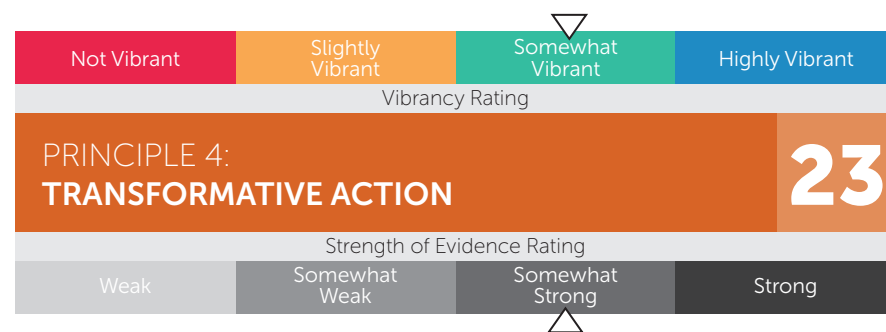 Not Vibrant
Slightly
Vibrant
Somewhat
Vibrant
Highly Vibrant
Vibrancy Rating
PRINCIPLE 4:
TRANSFORMATIVE ACTION
23
Strength of Evidence Rating
Weak
Somewhat
Weak
Somewhat
Strong
Strong